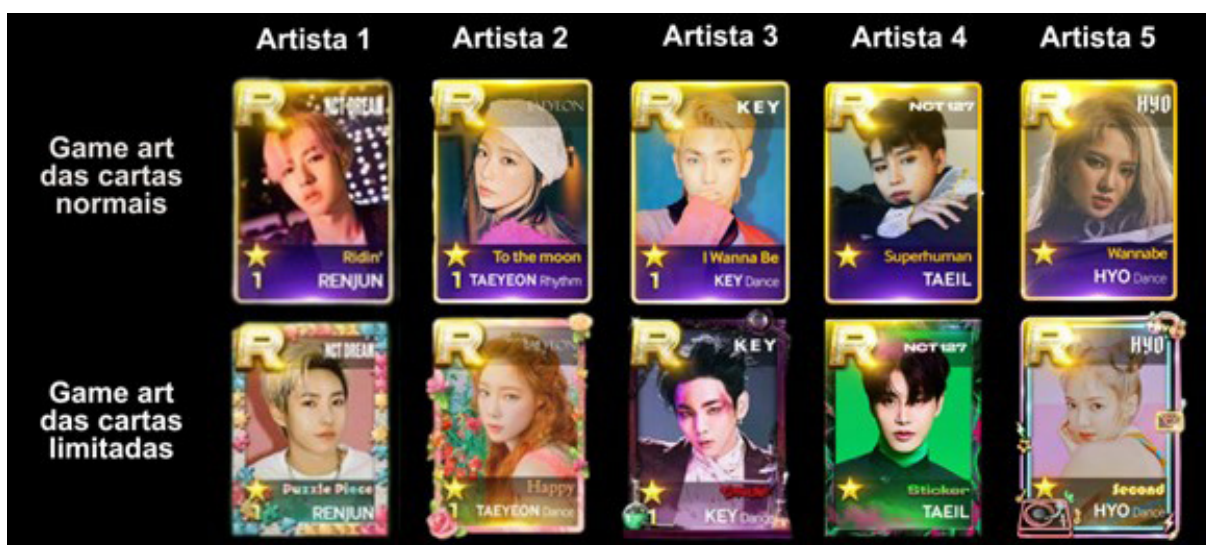 Artista 1
Artista 2
Artista 3
Artista 4
Artista 5
Game art
das cartas
normais
R
NCT DREAM
Ridin'
1
RENJUN
R
TAEYEON
To the moon
1 TAEYEON Rhythm
R
KEY
I Wanna Be
1
KEY Dance
R
NCT 127
Superhuman
TAEIL
R
HYO
Wannabe
HYO Dance
Game art
das cartas
limitadas
R
NCT DREAM
Puzzle Piece
1
RENJUN
R
TAEYEON
Happy
1 TAEYEON Dance
R
KEY
1
KEY Dance
R
NCT 127
Sticker
TAEIL
R
HYO
Second
HYO Dance